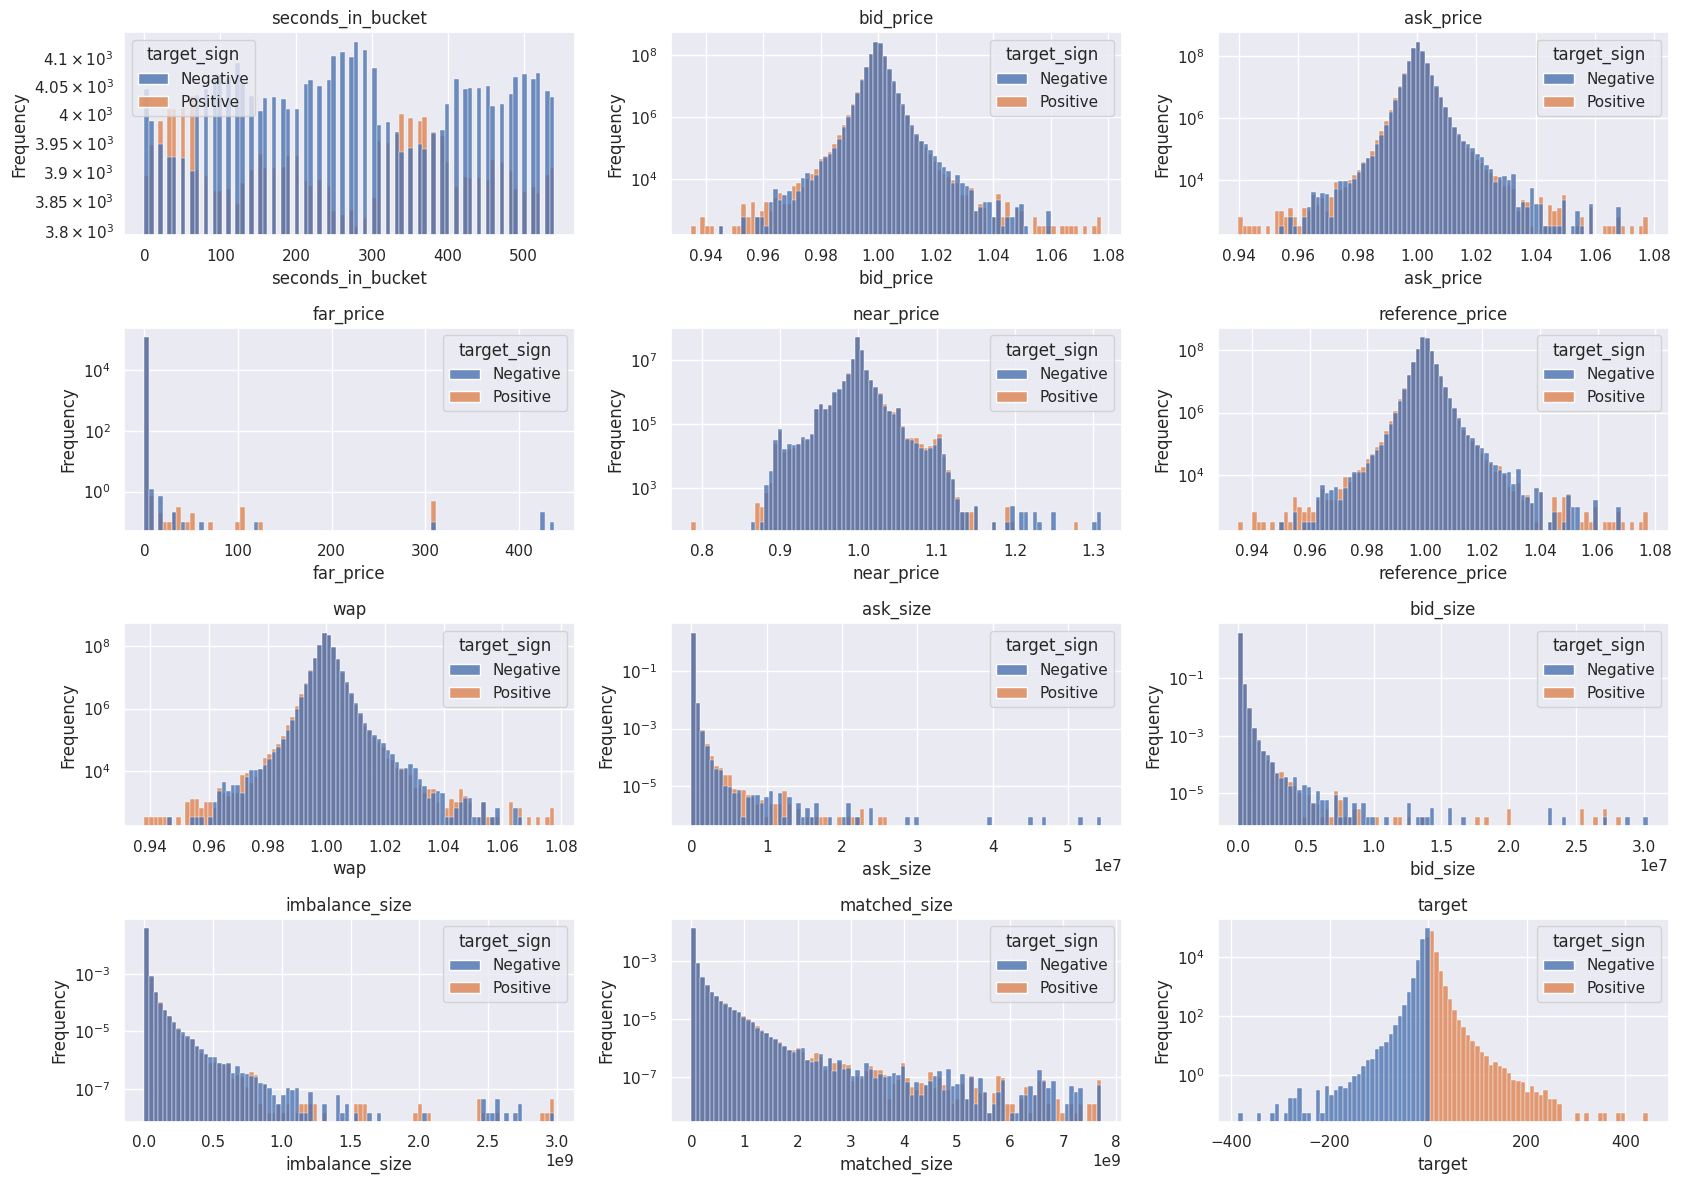 seconds_in_bucket
target_sign
Negative
Positive
4.1 × 10³
4.05 × 10³
4 × 10³
3.95 × 10³
3.9 × 10³
3.85 × 10³
3.8 × 10³
Frequency
0 100 200 300 400 500
seconds_in_bucket
bid_price
target_sign
Negative
Positive
10⁸
10⁶
10⁴
Frequency
0.94 0.96 0.98 1.00 1.02 1.04 1.06 1.08
bid_price
ask_price
target_sign
Negative
Positive
10⁸
10⁶
10⁴
Frequency
0.94 0.96 0.98 1.00 1.02 1.04 1.06 1.08
ask_price
far_price
target_sign
Negative
Positive
10⁴
10²
10⁰
Frequency
0 100 200 300 400
far_price
near_price
target_sign
Negative
Positive
10⁷
10⁵
10³
Frequency
0.8 0.9 1.0 1.1 1.2 1.3
near_price
reference_price
target_sign
Negative
Positive
10⁸
10⁶
10⁴
Frequency
0.94 0.96 0.98 1.00 1.02 1.04 1.06 1.08
reference_price
wap
target_sign
Negative
Positive
10⁸
10⁶
10⁴
Frequency
0.94 0.96 0.98 1.00 1.02 1.04 1.06 1.08
wap
ask_size
target_sign
Negative
Positive
10⁻¹
10⁻³
10⁻⁵
Frequency
0 1 2 3 4 5
1e7
ask_size
bid_size
target_sign
Negative
Positive
10⁻¹
10⁻³
10⁻⁵
Frequency
0.0 0.5 1.0 1.5 2.0 2.5 3.0
1e7
bid_size
imbalance_size
target_sign
Negative
Positive
10⁻³
10⁻⁵
10⁻⁷
Frequency
0.0 0.5 1.0 1.5 2.0 2.5 3.0
1e9
imbalance_size
matched_size
target_sign
Negative
Positive
10⁻³
10⁻⁵
10⁻⁷
Frequency
0 1 2 3 4 5 6 7 8
1e9
matched_size
target
target_sign
Negative
Positive
10⁴
10²
10⁰
Frequency
−400 −200 0 200 400
target